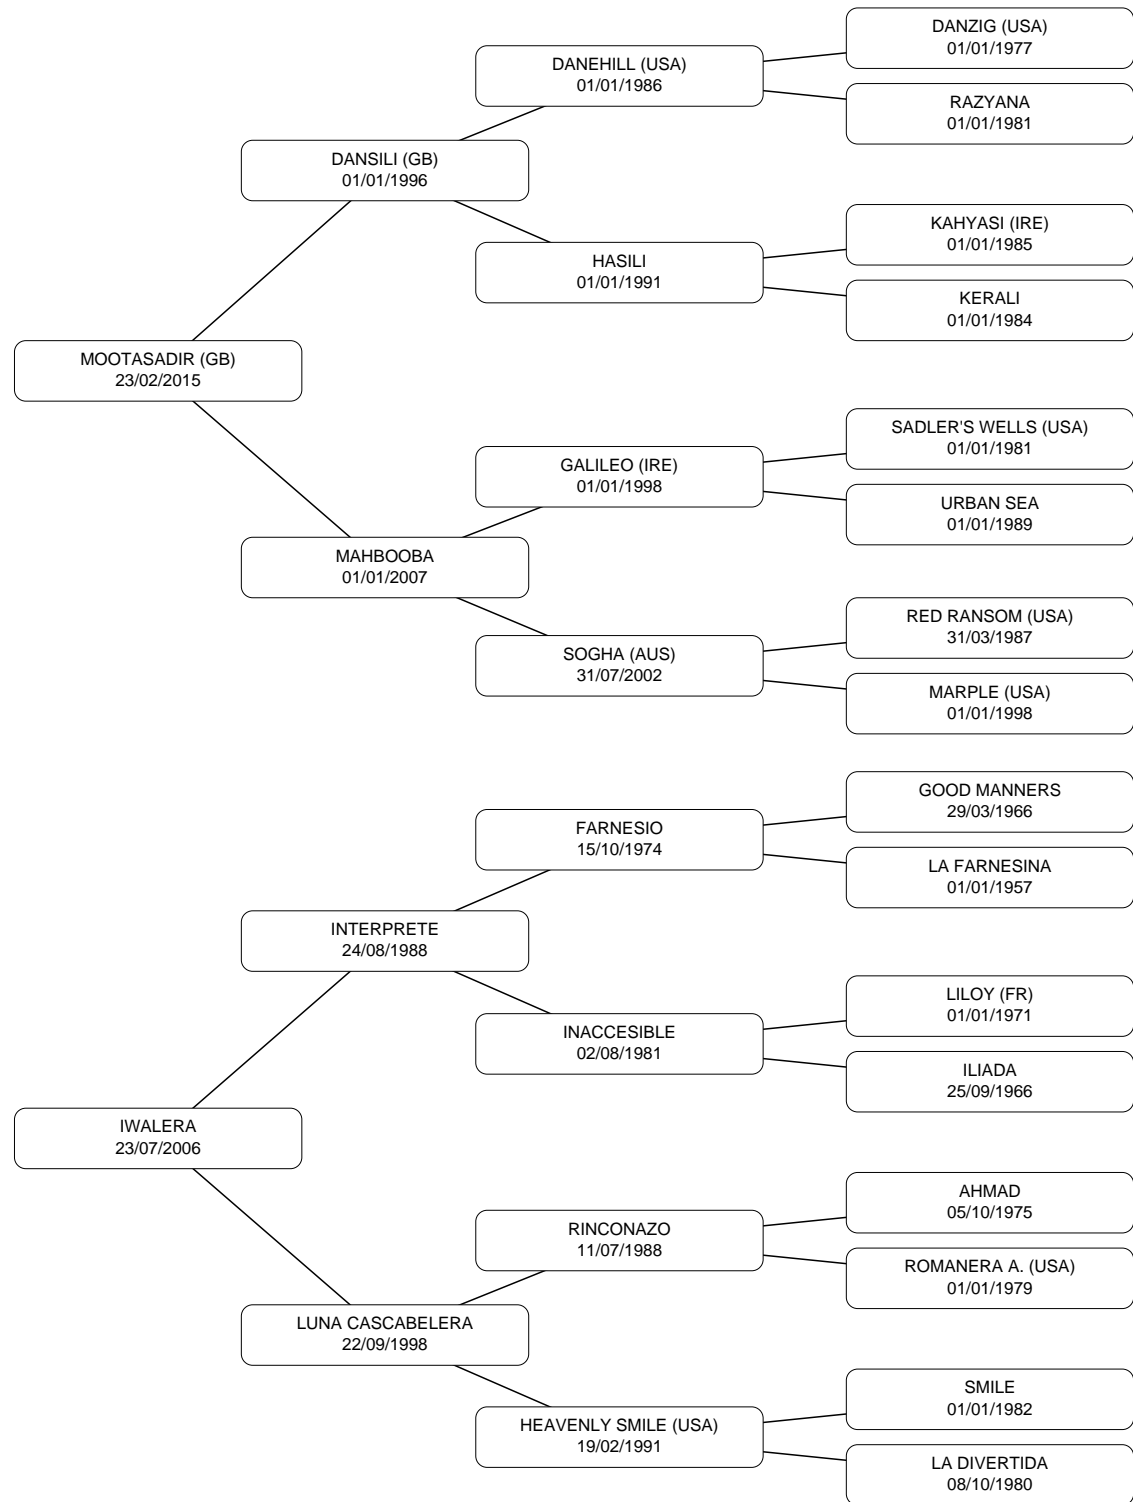 DANZIG (USA)
01/01/1977
DANEHILL (USA)
01/01/1986
RAZYANA
01/01/1981
DANSILI (GB)
01/01/1996
KAHYASI (IRE)
01/01/1985
HASILI
01/01/1991
KERALI
01/01/1984
MOOTASADIR (GB)
23/02/2015
SADLER'S WELLS (USA)
01/01/1981
GALILEO (IRE)
01/01/1998
URBAN SEA
01/01/1989
MAHBOOBA
01/01/2007
RED RANSOM (USA)
31/03/1987
SOGHA (AUS)
31/07/2002
MARPLE (USA)
01/01/1998
GOOD MANNERS
29/03/1966
FARNESIO
15/10/1974
LA FARNESINA
01/01/1957
INTERPRETE
24/08/1988
LILOY (FR)
01/01/1971
INACCESIBLE
02/08/1981
ILIADA
25/09/1966
IWALERA
23/07/2006
AHMAD
05/10/1975
RINCONAZO
11/07/1988
ROMANERA A. (USA)
01/01/1979
LUNA CASCABELERA
22/09/1998
SMILE
01/01/1982
HEAVENLY SMILE (USA)
19/02/1991
LA DIVERTIDA
08/10/1980